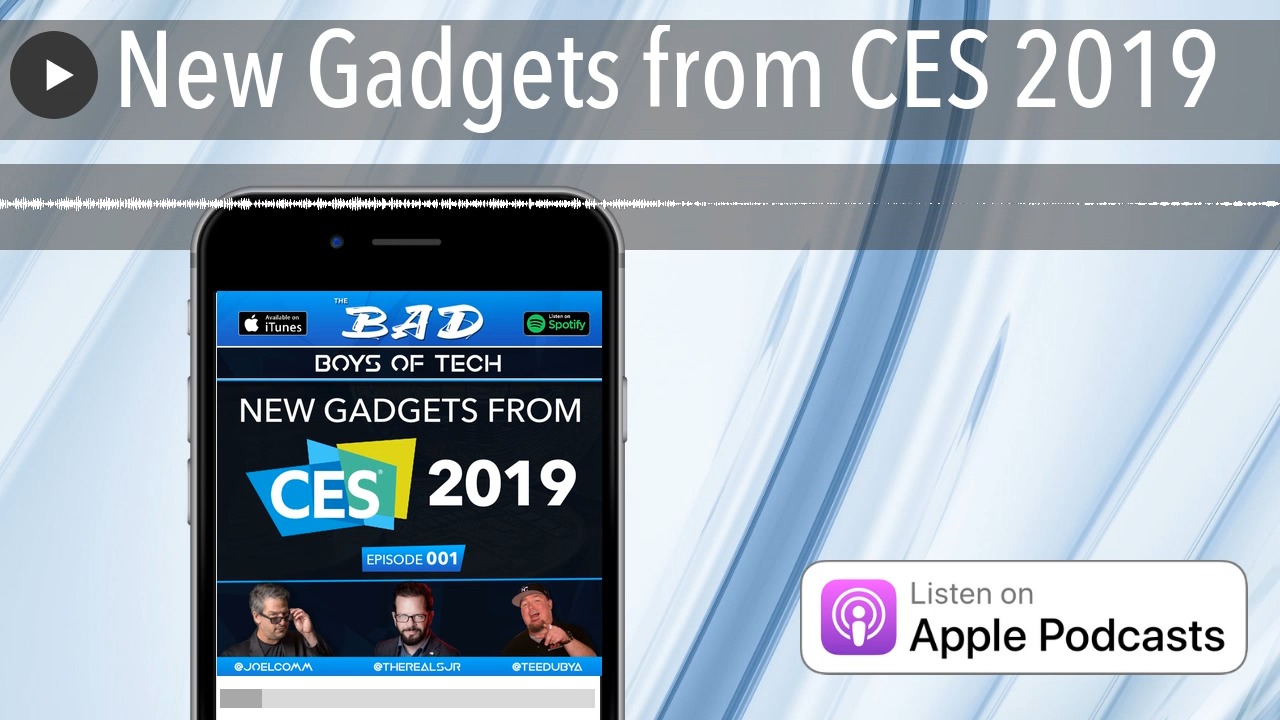 New Gadgets from CES 2019
THE
BAD
Available on
iTunes
Listen on
Spotify
BOYS OF TECH
NEW GADGETS FROM
CES® 2019
EPISODE 001
@JOELCOMM @THEREALSJR @TEEDUBYA
Listen on
Apple Podcasts